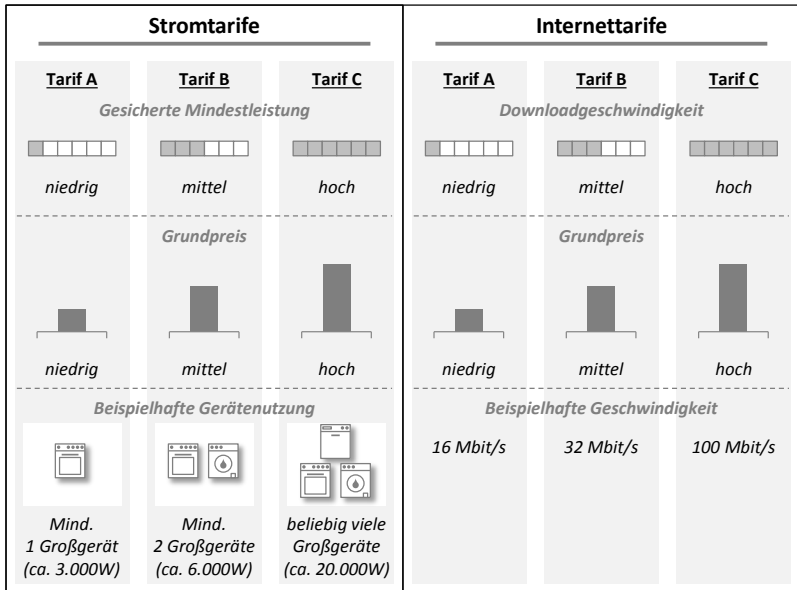 Stromtarife
Tarif A Tarif B Tarif C
Gesicherte Mindestleistung
niedrig mittel hoch
Grundpreis
niedrig mittel hoch
Beispielhafte Gerätenutzung
Mind. Mind. beliebig viele
1 Großgerät 2 Großgeräte Großgeräte
(ca. 3.000W) (ca. 6.000W) (ca. 20.000W)
Internettarife
Tarif A Tarif B Tarif C
Downloadgeschwindigkeit
niedrig mittel hoch
Grundpreis
niedrig mittel hoch
Beispielhafte Geschwindigkeit
16 Mbit/s 32 Mbit/s 100 Mbit/s